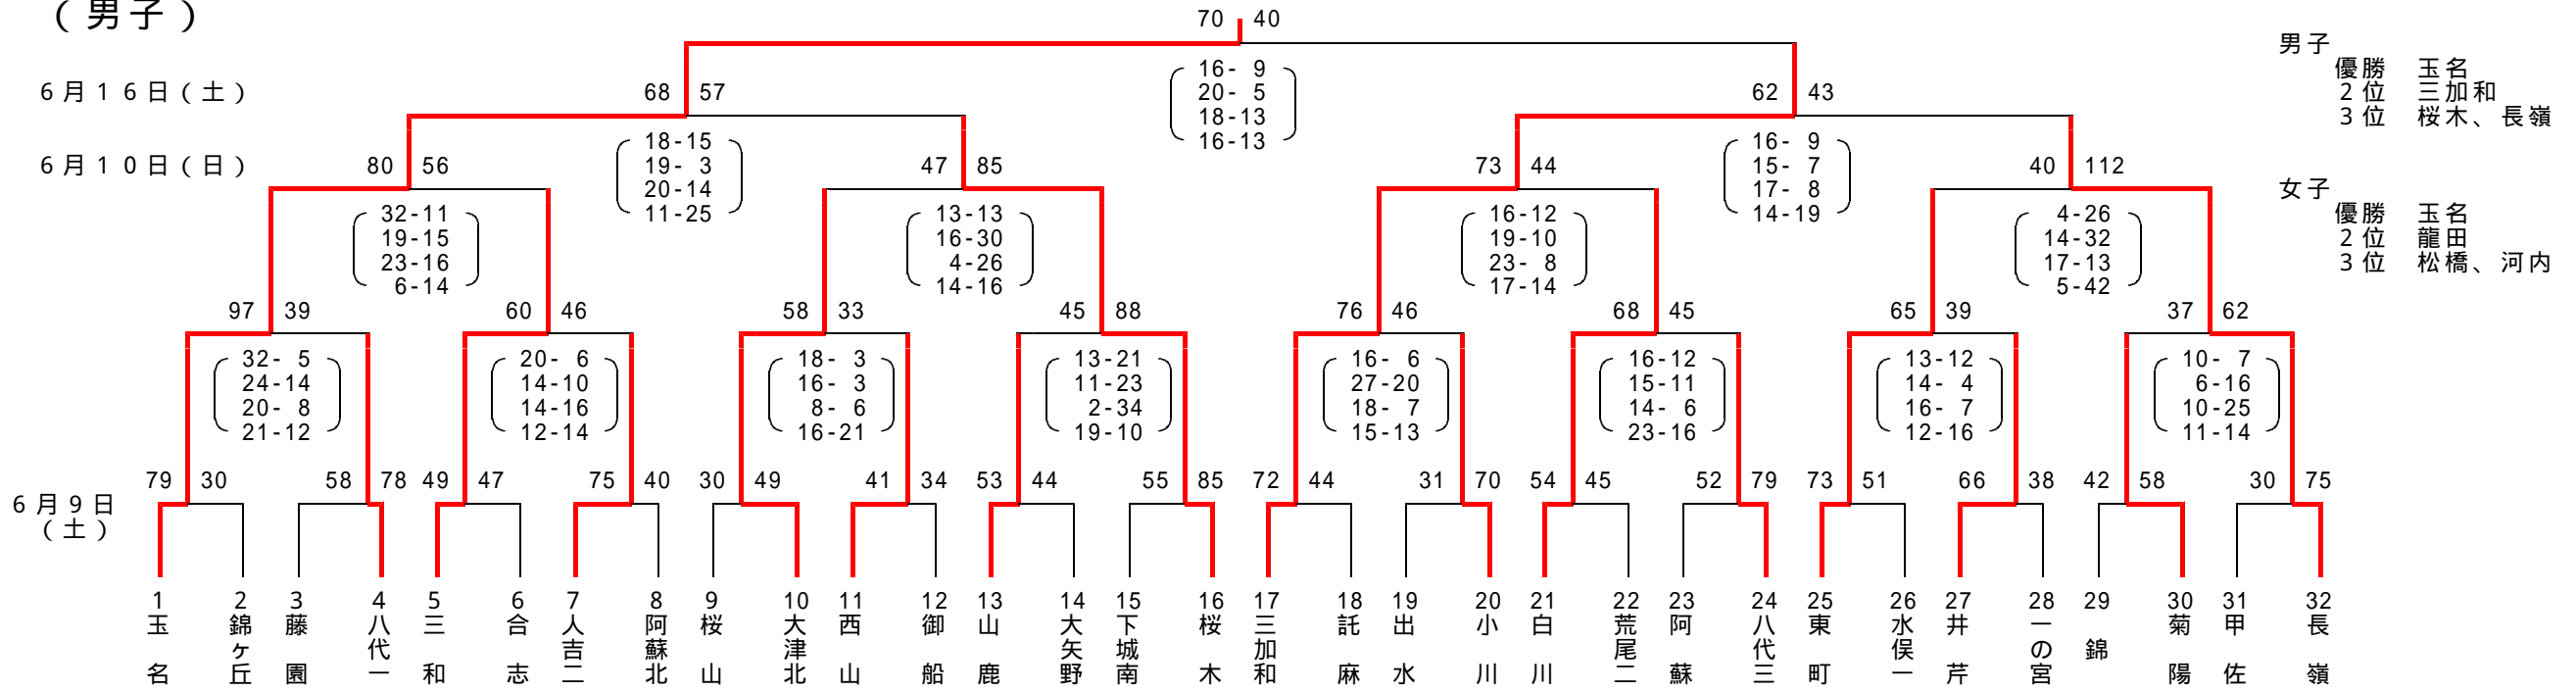 （男子）
70 40
16- 9
20- 5
18-13
16-13
男子
優勝 玉名
2位 三加和
3位 桜木、長嶺
女子
優勝 玉名
2位 龍田
3位 松橋、河内
6月16日(土)
68 57
62 43
18-15
19- 3
20-14
11-25
16- 9
15- 7
17- 8
14-19
6月10日(日)
80 56
47 85
73 44
40 112
32-11
19-15
23-16
6-14
13-13
16-30
4-26
14-16
16-12
19-10
23- 8
17-14
4-26
14-32
17-13
5-42
97 39
60 46
58 33
45 88
76 46
68 45
65 39
37 62
32- 5
24-14
20- 8
21-12
20- 6
14-10
14-16
12-14
18- 3
16- 3
8- 6
16-21
13-21
11-23
2-34
19-10
16- 6
27-20
18- 7
15-13
16-12
15-11
14- 6
23-16
13-12
14- 4
16- 7
12-16
10- 7
6-16
10-25
11-14
6月9日
(土)
79 30
58 78
49 47
75 40
30 49
41 34
53 44
55 85
72 44
31 70
54 45
52 79
73 51
66 38
42 58
30 75
1 玉名
2 錦ヶ丘
3 藤園
4 八代一
5 三和
6 合志
7 人吉二
8 阿蘇北
9 桜山
10 大津北
11 西山
12 御船
13 山鹿
14 大矢野
15 下城南
16 桜木
17 三加和
18 託麻
19 出水
20 小川
21 白川
22 荒尾二
23 阿蘇
24 八代三
25 東町
26 水俣一
27 井芹
28 一の宮
29 錦
30 菊陽
31 甲佐
32 長嶺